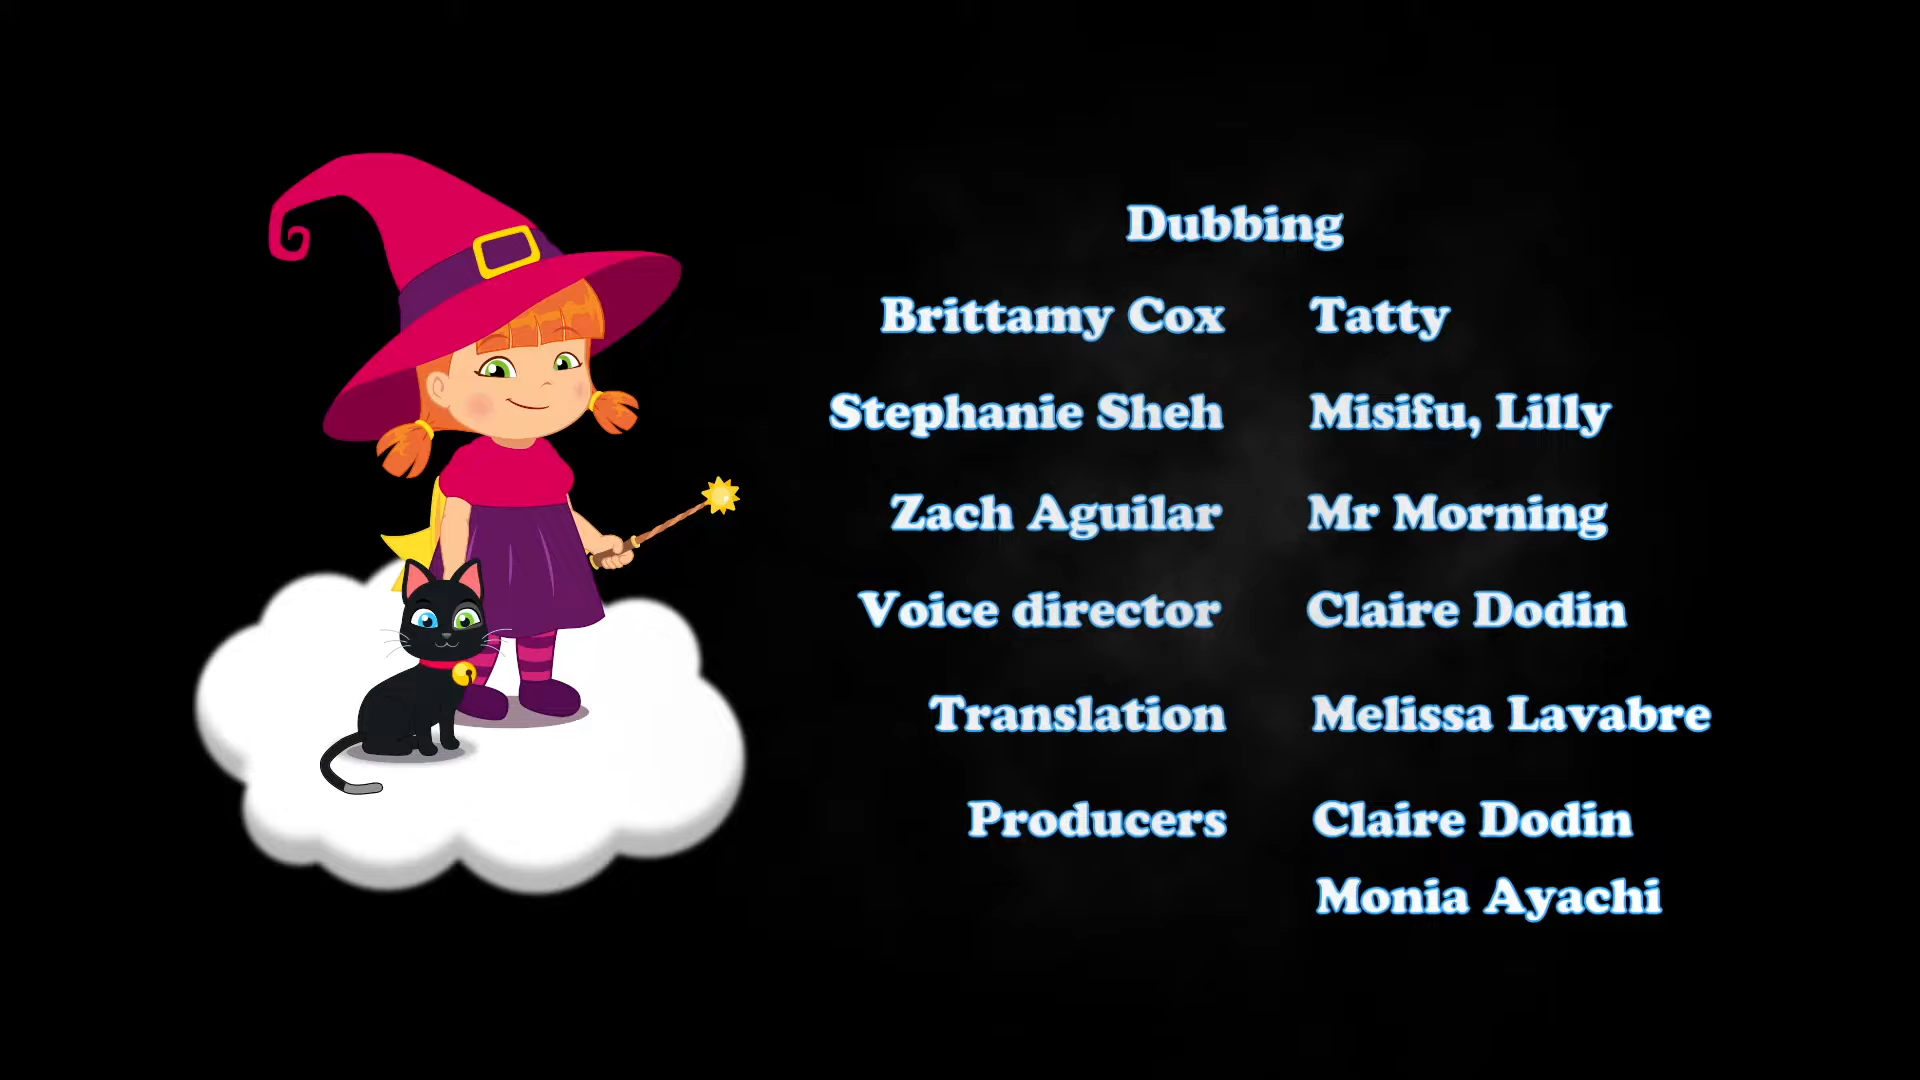 Dubbing
Brittamy Cox Tatty
Stephanie Sheh Misifu, Lilly
Zach Aguilar Mr Morning
Voice director Claire Dodin
Translation Melissa Lavabre
Producers Claire Dodin
Monia Ayachi